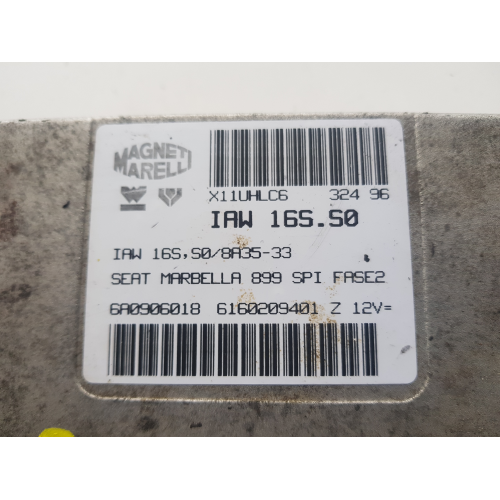 MAGNETI
MARELLI
X11UHLC6 324 96
IAW 16S.S0
IAW 16S,S0/8A35-33
SEAT MARBELLA 899 SPI FASE2
6A0906018 6160209401 Z 12V=